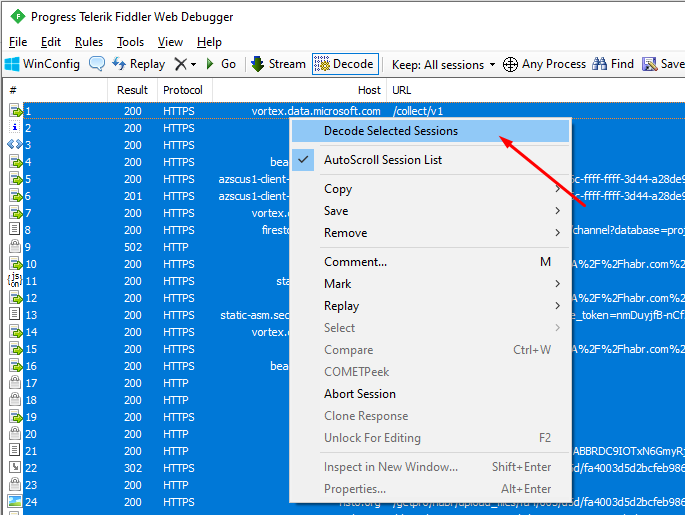 Progress Telerik Fiddler Web Debugger
File Edit Rules Tools View Help
WinConfig Replay Go Stream Decode Keep: All sessions Any Process Find Save
# Result Protocol Host URL
1 200 HTTPS vortex.data.microsoft.com /collect/v1
2 200 HTTPS
Decode Selected Sessions
3 200 HTTPS
4 200 HTTPS bea
AutoScroll Session List
5 200 HTTPS azscus1-client- c-ffff-ffff-3d44-a28de9
6 201 HTTPS azscus1-client- c-ffff-ffff-3d44-a28de9
Copy
7 200 HTTPS vortex.
Save
8 200 HTTPS firesto /channel?database=proj
Remove
9 502 HTTP
10 200 HTTPS A%2F%2Fhabr.com%2
Comment... M
11 200 HTTPS sta
Mark
12 200 HTTPS A%2F%2Fhabr.com%2
Replay
13 200 HTTPS static-asm.sec e_token=nmDuyjfB-nCf
Select
14 200 HTTPS vortex.
15 200 HTTPS A%2F%2Fhabr.com%2
Compare Ctrl+W
16 200 HTTPS bea
COMETPeek
17 200 HTTP
Abort Session
18 200 HTTP
19 200 HTTPS
Clone Response
20 200 HTTP
Unlock For Editing F2
21 200 HTTPS ABBRDC9IOTxN6GmyRj
22 302 HTTPS d/fa4003d5d2bcfeb986
Inspect in New Window... Shift+Enter
23 200 HTTP
Properties... Alt+Enter
24 200 HTTPS hsto.org d/fa4003d5d2bcfeb986